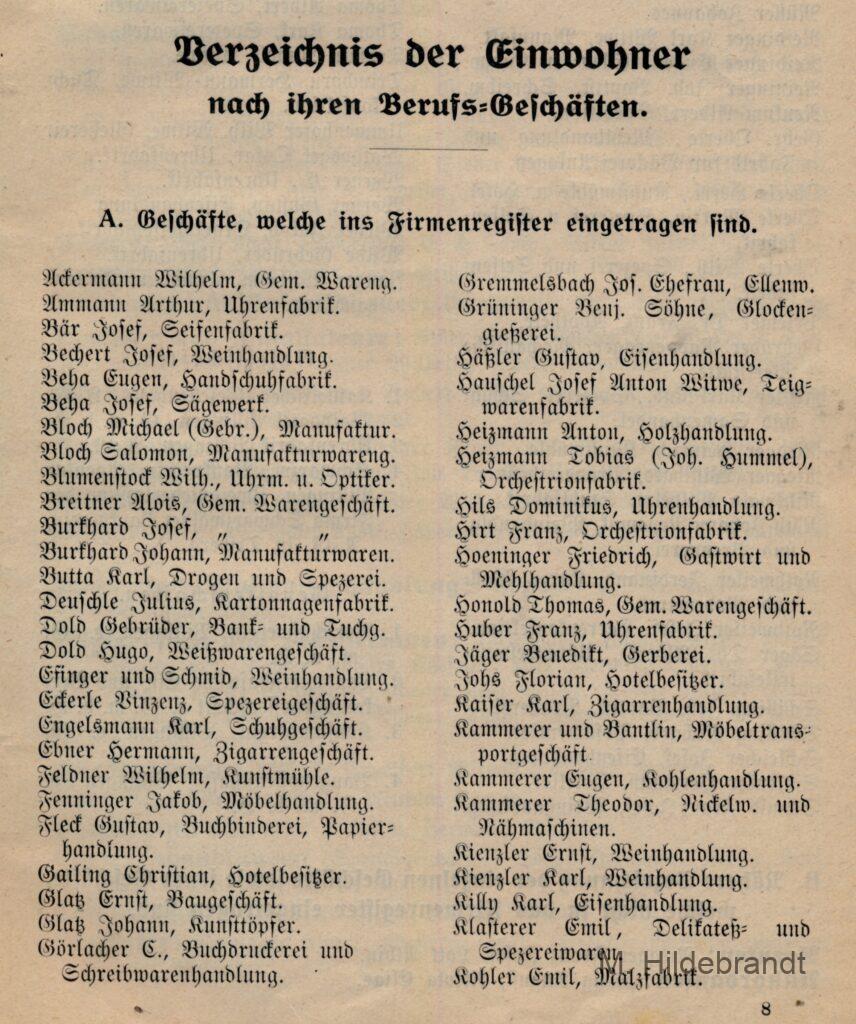 Verzeichnis der Einwohner
nach ihren Berufs-Geschäften.
A. Geschäfte, welche ins Firmenregister eingetragen sind.
Ackermann Wilhelm, Gem. Wareng.
Ammann Arthur, Uhrenfabrik.
Bär Josef, Seifenfabrik.
Bechert Josef, Weinhandlung.
Beha Eugen, Handschuhfabrik.
Beha Josef, Sägewerk.
Bloch Michael (Gebr.), Manufaktur.
Bloch Salomon, Manufakturwareng.
Blumenstock Wilh., Uhrm. u. Optiker.
Breitner Alois, Gem. Warengeschäft.
Burkhard Josef, „ „
Burkhard Johann, Manufakturwaren.
Butta Karl, Drogen und Spezerei.
Deuschle Julius, Kartonnagenfabrik.
Dold Gebrüder, Bank- und Tuchg.
Dold Hugo, Weißwarengeschäft.
Efinger und Schmid, Weinhandlung.
Eckerle Vinzenz, Spezereigeschäft.
Engelsmann Karl, Schuhgeschäft.
Ebner Hermann, Zigarrengeschäft.
Feldner Wilhelm, Kunstmühle.
Fenninger Jakob, Möbelhandlung.
Fleck Gustav, Buchbinderei, Papier-
handlung.
Gailing Christian, Hotelbesitzer.
Glatz Ernst, Baugeschäft.
Glatz Johann, Kunsttöpfer.
Görlacher C., Buchdruckerei und
Schreibwarenhandlung.
Gremmelsbach Jos. Ehefrau, Ellenw.
Grüninger Benj. Söhne, Glocken-
gießerei.
Häßler Gustav, Eisenhandlung.
Hauschel Josef Anton Witwe, Teig-
warenfabrik.
Heizmann Anton, Holzhandlung.
Heizmann Tobias (Joh. Hummel),
Orchestrionfabrik.
Hils Dominikus, Uhrenhandlung.
Hirt Franz, Orchestrionfabrik.
Hoeninger Friedrich, Gastwirt und
Mehlhandlung.
Honold Thomas, Gem. Warengeschäft.
Huber Franz, Uhrenfabrik.
Jäger Benedikt, Gerberei.
Johs Florian, Hotelbesitzer.
Kaiser Karl, Zigarrenhandlung.
Kammerer und Bantlin, Möbeltrans-
portgeschäft
Kammerer Eugen, Kohlenhandlung.
Kammerer Theodor, Nickelw. und
Nähmaschinen.
Kienzler Ernst, Weinhandlung.
Kienzler Karl, Weinhandlung.
Killy Karl, Eisenhandlung.
Klasterer Emil, Delikateß- und
Spezereiwaren.
Kohler Emil, Malzfabrik.
M. Hildebrandt
8